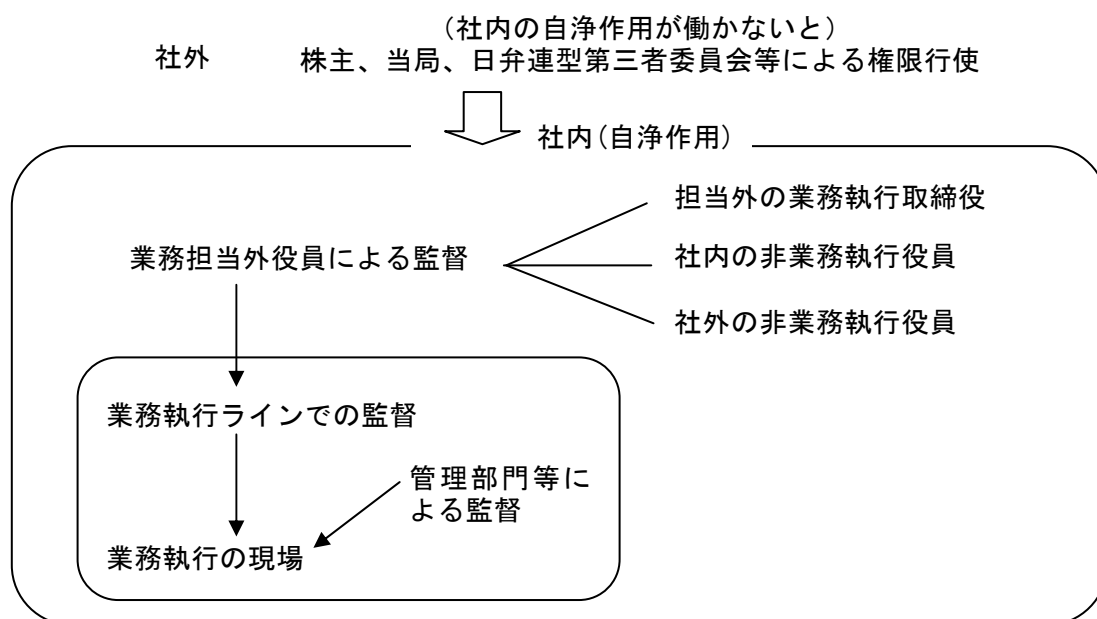 (社内の自浄作用が働かないと)
社外 株主、当局、日弁連型第三者委員会等による権限行使
社内(自浄作用)
担当外の業務執行取締役
業務担当外役員による監督
社内の非業務執行役員
社外の非業務執行役員
業務執行ラインでの監督
管理部門等に
よる監督
業務執行の現場